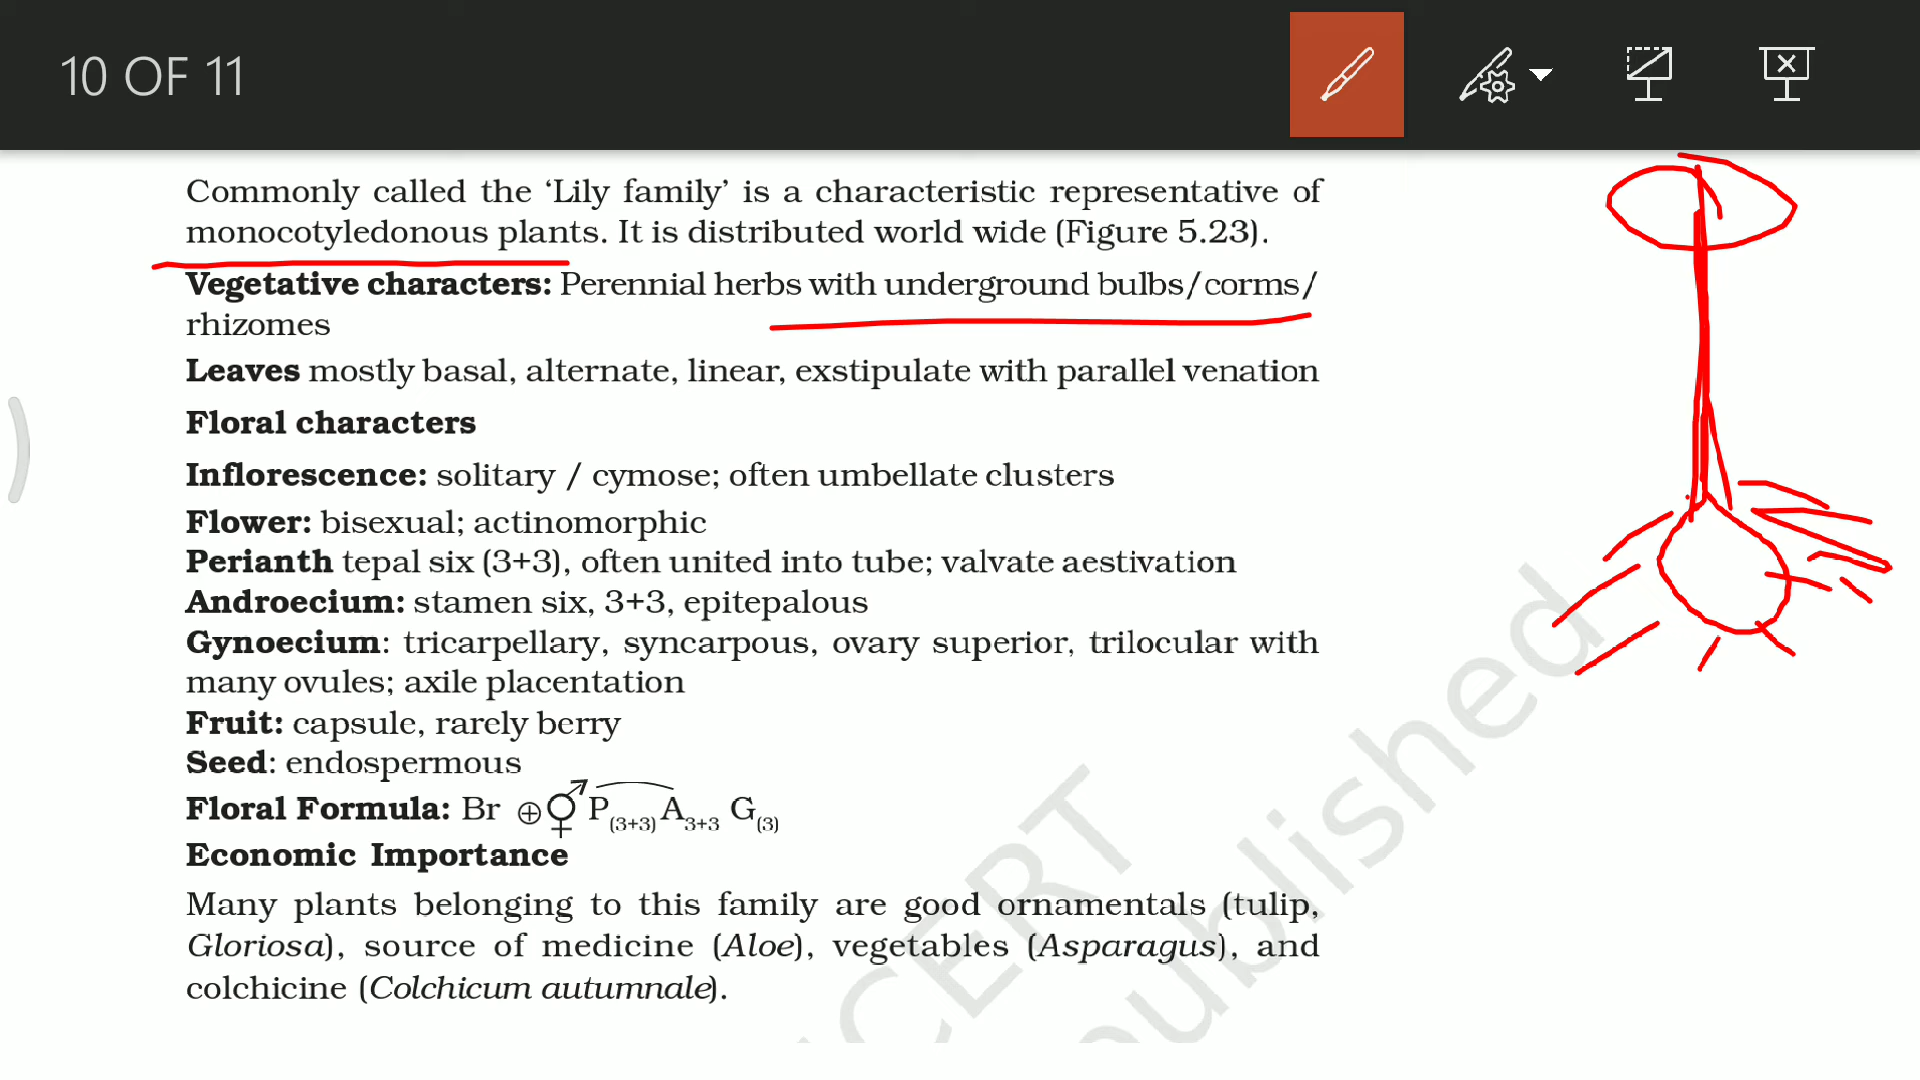 10 OF 11
Commonly called the ‘Lily family’ is a characteristic representative of
monocotyledonous plants. It is distributed world wide (Figure 5.23).
Vegetative characters: Perennial herbs with underground bulbs/corms/
rhizomes
Leaves mostly basal, alternate, linear, exstipulate with parallel venation
Floral characters
Inflorescence: solitary / cymose; often umbellate clusters
Flower: bisexual; actinomorphic
Perianth tepal six (3+3), often united into tube; valvate aestivation
Androecium: stamen six, 3+3, epitepalous
Gynoecium: tricarpellary, syncarpous, ovary superior, trilocular with
many ovules; axile placentation
Fruit: capsule, rarely berry
Seed: endospermous
Floral Formula: Br ⊕ ⚥ P(3+3) A3+3 G(3)
Economic Importance
Many plants belonging to this family are good ornamentals (tulip,
Gloriosa), source of medicine (Aloe), vegetables (Asparagus), and
colchicine (Colchicum autumnale).